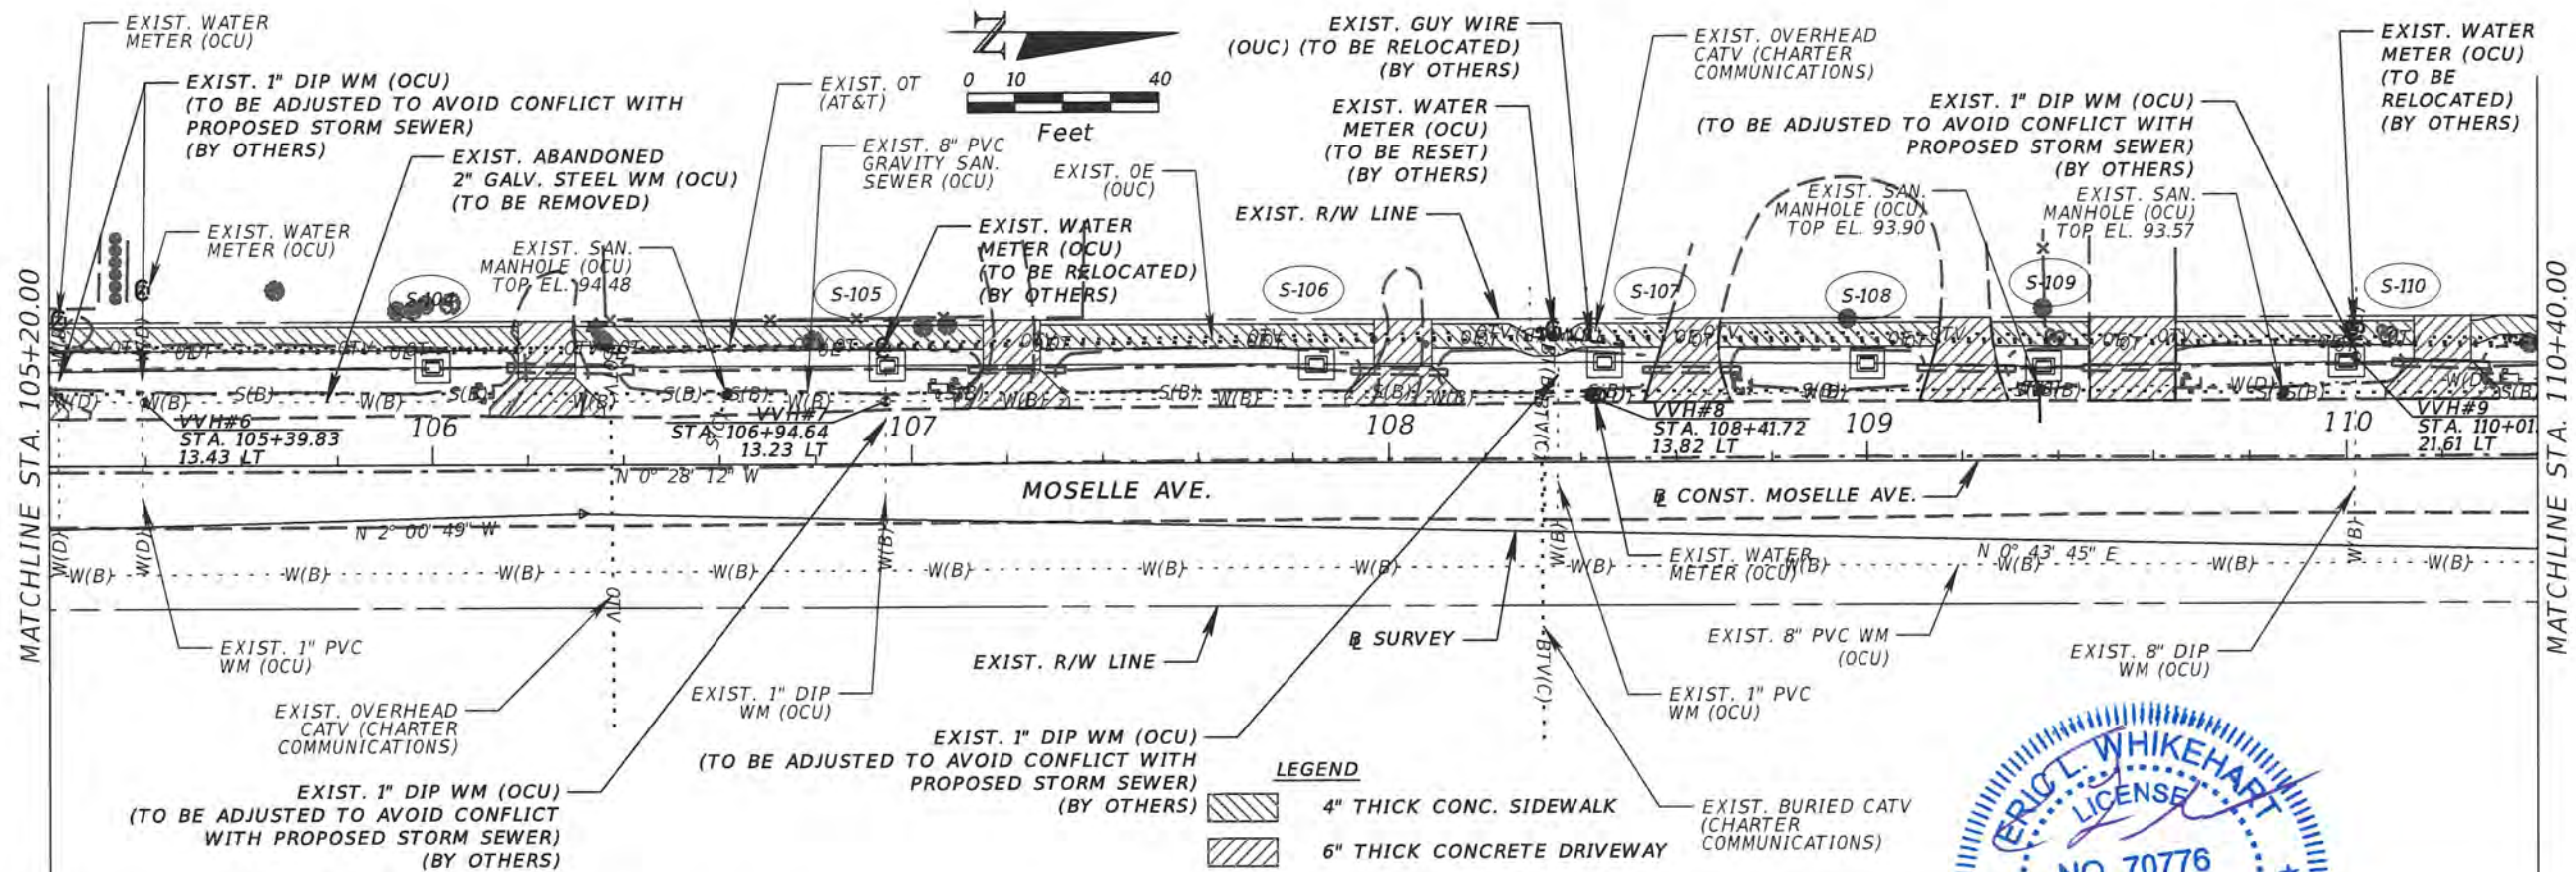 EXIST. WATER
METER (OCU)
EXIST. 1" DIP WM (OCU)
(TO BE ADJUSTED TO AVOID CONFLICT WITH
PROPOSED STORM SEWER)
(BY OTHERS)
EXIST. WATER
METER (OCU)
EXIST. ABANDONED
2" GALV. STEEL WM (OCU)
(TO BE REMOVED)
EXIST. SAN.
MANHOLE (OCU)
TOP EL. 94.48
EXIST. OT
(AT&T)
EXIST. 8" PVC
GRAVITY SAN.
SEWER (OCU)
N
0 10 40
Feet
EXIST. OE
(OUC)
EXIST. WATER
METER (OCU)
(TO BE RELOCATED)
(BY OTHERS)
EXIST. GUY WIRE
(OUC) (TO BE RELOCATED)
(BY OTHERS)
EXIST. WATER
METER (OCU)
(TO BE RESET)
(BY OTHERS)
EXIST. R/W LINE
EXIST. OVERHEAD
CATV (CHARTER
COMMUNICATIONS)
EXIST. 1" DIP WM (OCU)
(TO BE ADJUSTED TO AVOID CONFLICT WITH
PROPOSED STORM SEWER)
(BY OTHERS)
EXIST. SAN.
MANHOLE (OCU)
TOP EL. 93.90
EXIST. SAN.
MANHOLE (OCU)
TOP EL. 93.57
EXIST. WATER
METER (OCU)
(TO BE
RELOCATED)
(BY OTHERS)
MATCHLINE STA. 105+20.00
MATCHLINE STA. 110+40.00
S-104
S-105
S-106
S-107
S-108
S-109
S-110
W(D) W(B) S(B) W(B) S(B) W(B) S(B) W(B) S(B) W(B) S(B) W(B) S(B) W(B) S(B) W(D) S(B) W(D) S(B)
VVH#6
STA. 105+39.83
13.43 LT
106
VVH#7
STA. 106+94.64
13.23 LT
107
108
VVH#8
STA. 108+41.72
13.82 LT
109
110
VVH#9
STA. 110+01.
21.61 LT
N 0° 28' 12" W
MOSELLE AVE.
℄ CONST. MOSELLE AVE.
N 2° 00' 49" W
N 0° 43' 45" E
W(D)
W(D)
W(B)
W(B)
W(B)
BTV(C)
W(B) W(B) W(B) W(B) W(B) W(B) W(B) W(B) W(B) W(B) W(B) W(B)
OTV
BTV(C)
EXIST. WATER
METER (OCU)
EXIST. 1" PVC
WM (OCU)
EXIST. OVERHEAD
CATV (CHARTER
COMMUNICATIONS)
EXIST. 1" DIP WM (OCU)
(TO BE ADJUSTED TO AVOID CONFLICT
WITH PROPOSED STORM SEWER)
(BY OTHERS)
EXIST. 1" DIP
WM (OCU)
EXIST. R/W LINE
℄ SURVEY
EXIST. 1" DIP WM (OCU)
(TO BE ADJUSTED TO AVOID CONFLICT WITH
PROPOSED STORM SEWER)
(BY OTHERS)
EXIST. 8" PVC WM
(OCU)
EXIST. 1" PVC
WM (OCU)
EXIST. 8" DIP
WM (OCU)
EXIST. BURIED CATV
(CHARTER
COMMUNICATIONS)
LEGEND
4" THICK CONC. SIDEWALK
6" THICK CONCRETE DRIVEWAY
ERIC L. WHIKEHART
LICENSE
NO. 70776